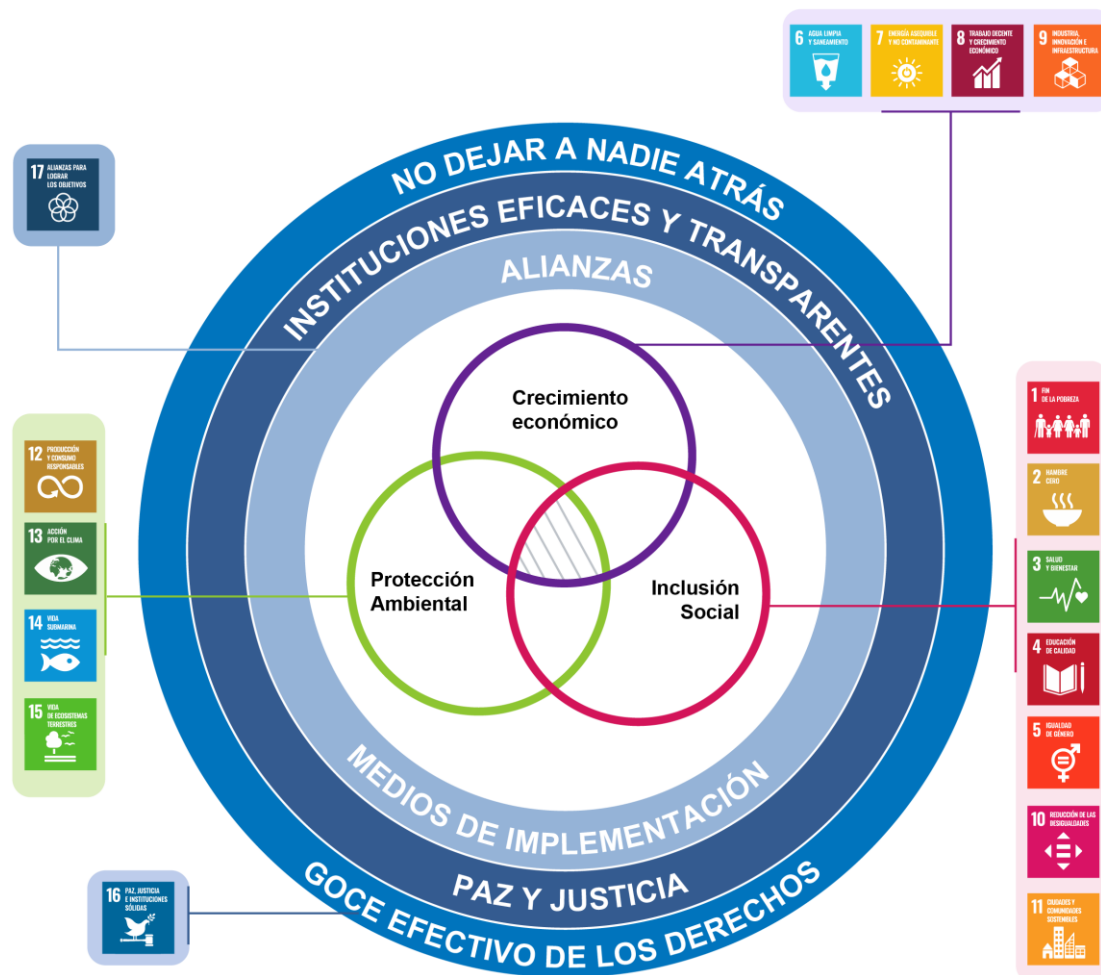 6 AGUA LIMPIA
Y SANEAMIENTO
7 ENERGÍA ASEQUIBLE
Y NO CONTAMINANTE
8 TRABAJO DECENTE
Y CRECIMIENTO
ECONÓMICO
9 INDUSTRIA,
INNOVACIÓN E
INFRAESTRUCTURA
17 ALIANZAS PARA
LOGRAR
LOS OBJETIVOS
NO DEJAR A NADIE ATRÁS
INSTITUCIONES EFICACES Y TRANSPARENTES
ALIANZAS
Crecimiento
económico
Protección
Ambiental
Inclusión
Social
MEDIOS DE IMPLEMENTACIÓN
PAZ Y JUSTICIA
GOCE EFECTIVO DE LOS DERECHOS
12 PRODUCCIÓN
Y CONSUMO
RESPONSABLES
13 ACCIÓN
POR EL CLIMA
14 VIDA
SUBMARINA
15 VIDA
DE ECOSISTEMAS
TERRESTRES
16 PAZ, JUSTICIA
E INSTITUCIONES
SÓLIDAS
1 FIN
DE LA POBREZA
2 HAMBRE
CERO
3 SALUD
Y BIENESTAR
4 EDUCACIÓN
DE CALIDAD
5 IGUALDAD
DE GÉNERO
10 REDUCCIÓN DE LAS
DESIGUALDADES
11 CIUDADES Y
COMUNIDADES
SOSTENIBLES